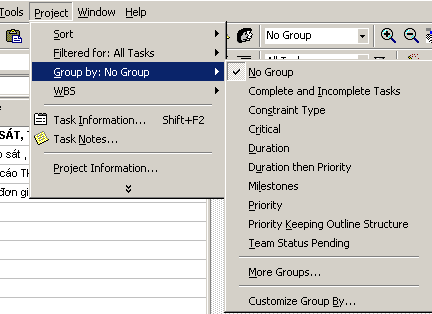 Tools Project Window Help
No Group
All Tasks
Sort
Filtered for: All Tasks
Group by: No Group
WBS
Task Information... Shift+F2
Task Notes...
Project Information...
SÁT, T
o sát ,
cáo TH
đơn gi
No Group
Complete and Incomplete Tasks
Constraint Type
Critical
Duration
Duration then Priority
Milestones
Priority
Priority Keeping Outline Structure
Team Status Pending
More Groups...
Customize Group By...